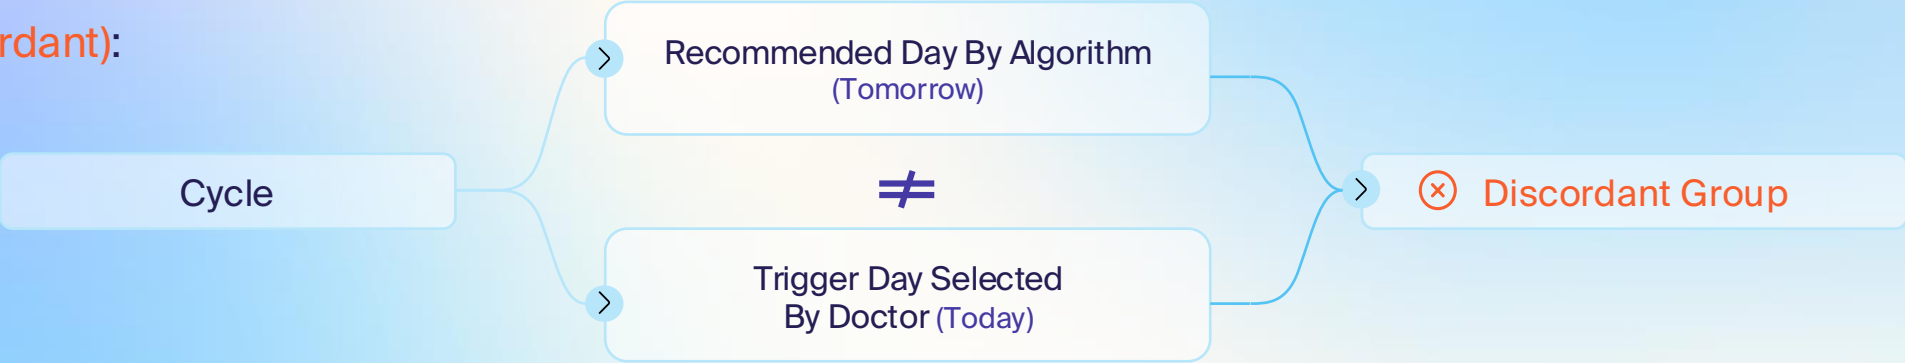 rdant):
Recommended Day By Algorithm
(Tomorrow)
Cycle
≠
Discordant Group
Trigger Day Selected
By Doctor (Today)